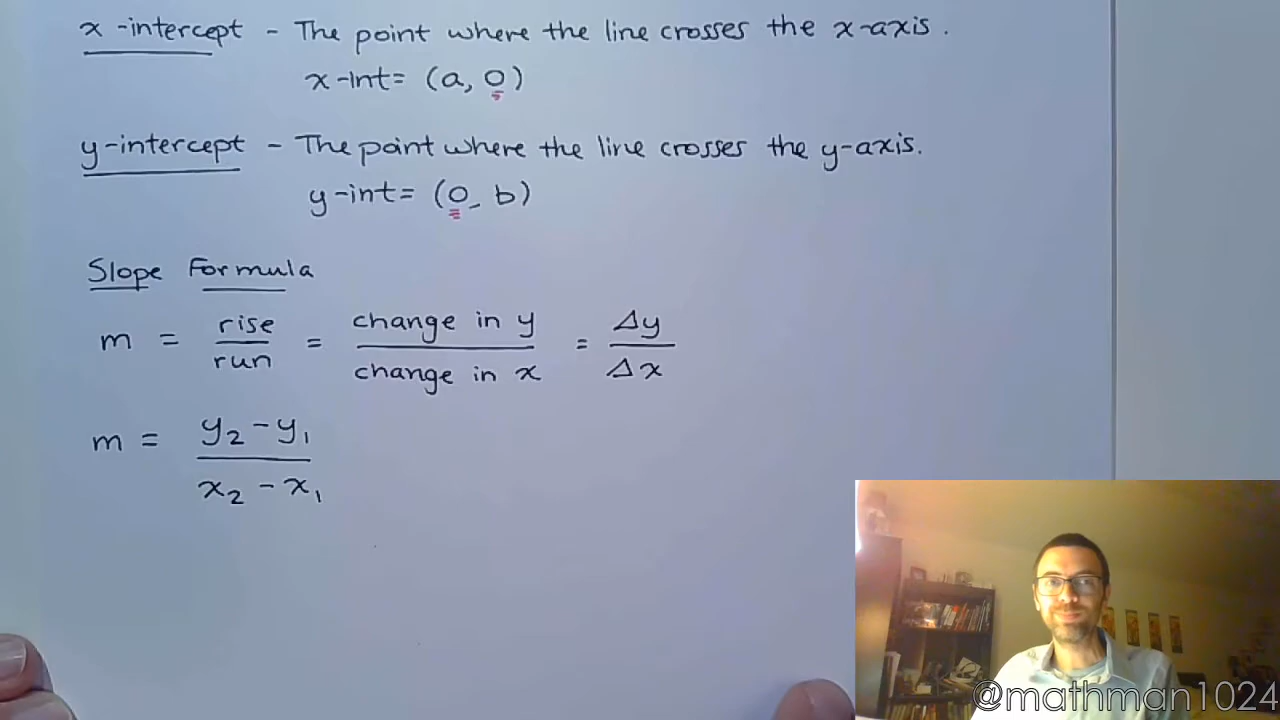 x-intercept - The point where the line crosses the x-axis.
x-int= (a, 0)
y-intercept - The point where the line crosses the y-axis.
y-int= (0, b)
Slope Formula
m = rise/run = change in y/change in x = Δy/Δx
m = y₂-y₁/x₂-x₁
@mathman1024